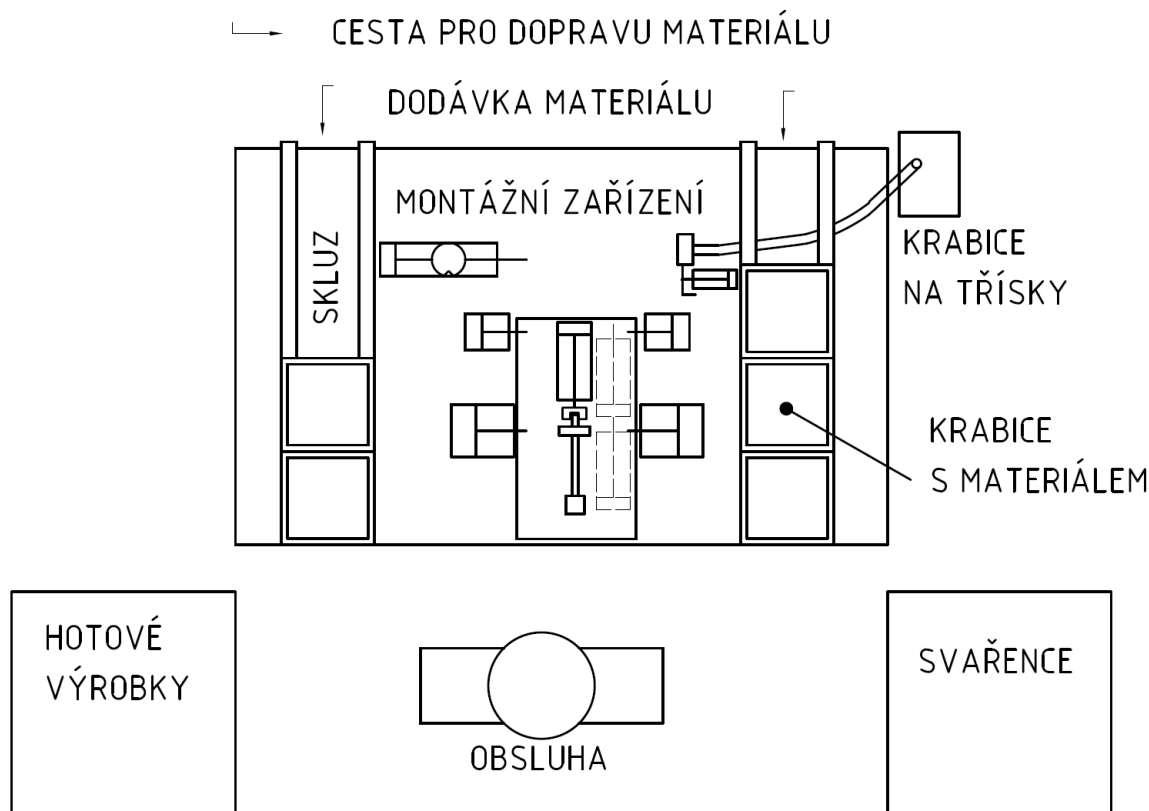 CESTA PRO DOPRAVU MATERIÁLU
DODÁVKA MATERIÁLU
MONTÁŽNÍ ZAŘÍZENÍ
SKLUZ
KRABICE
NA TŘÍSKY
KRABICE
S MATERIÁLEM
HOTOVÉ
VÝROBKY
SVAŘENCE
OBSLUHA